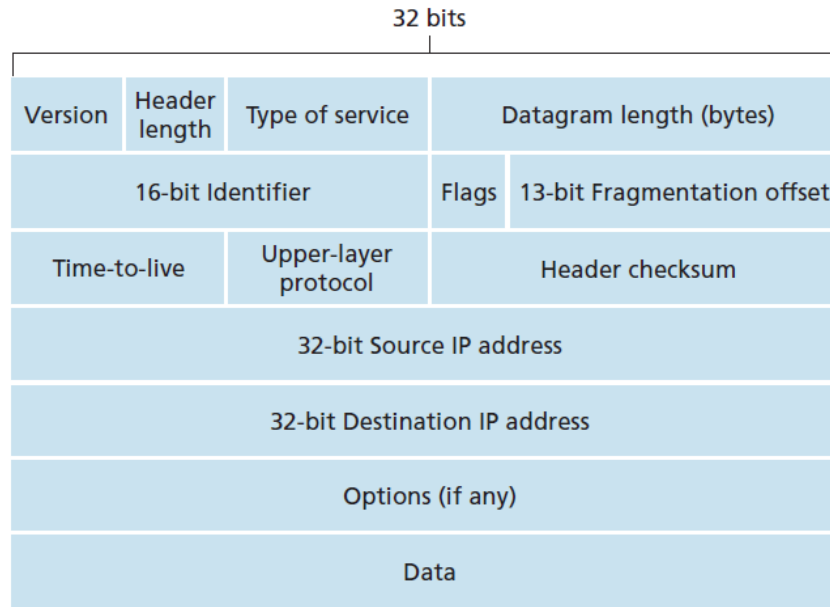 32 bits
Version
Header
length
Type of service
Datagram length (bytes)
16-bit Identifier
Flags
13-bit Fragmentation offset
Time-to-live
Upper-layer
protocol
Header checksum
32-bit Source IP address
32-bit Destination IP address
Options (if any)
Data